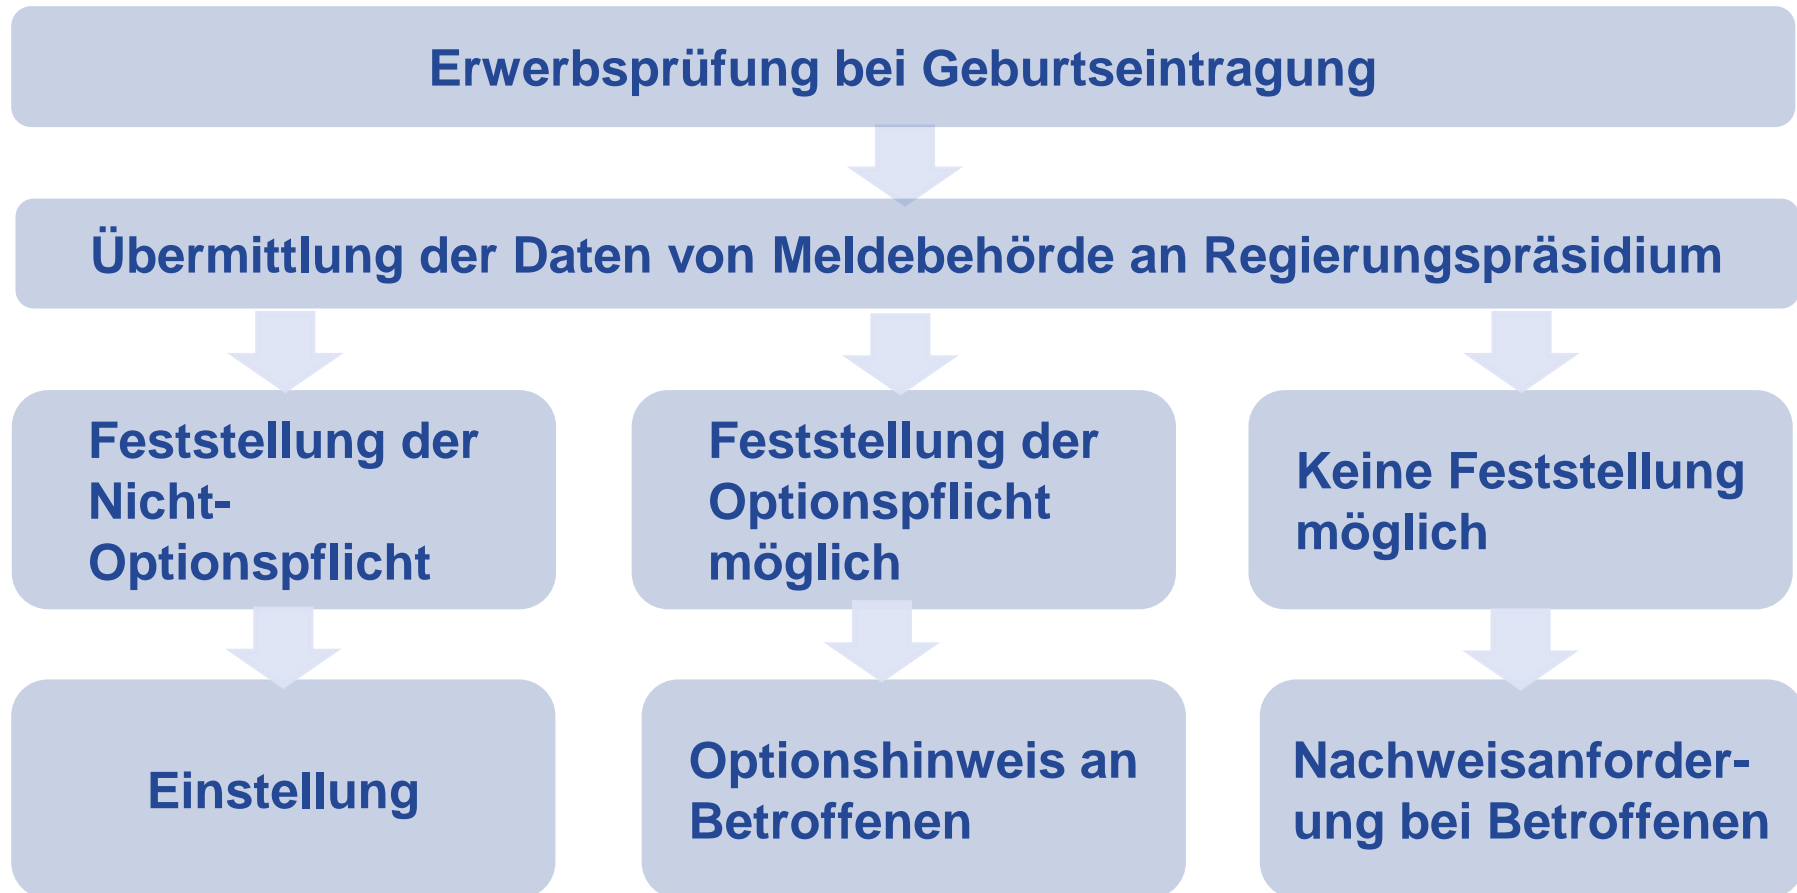 Erwerbsprüfung bei Geburtseintragung
Übermittlung der Daten von Meldebehörde an Regierungspräsidium
Feststellung der
Nicht-
Optionspflicht
Feststellung der
Optionspflicht
möglich
Keine Feststellung
möglich
Einstellung
Optionshinweis an
Betroffenen
Nachweisanforder-
ung bei Betroffenen